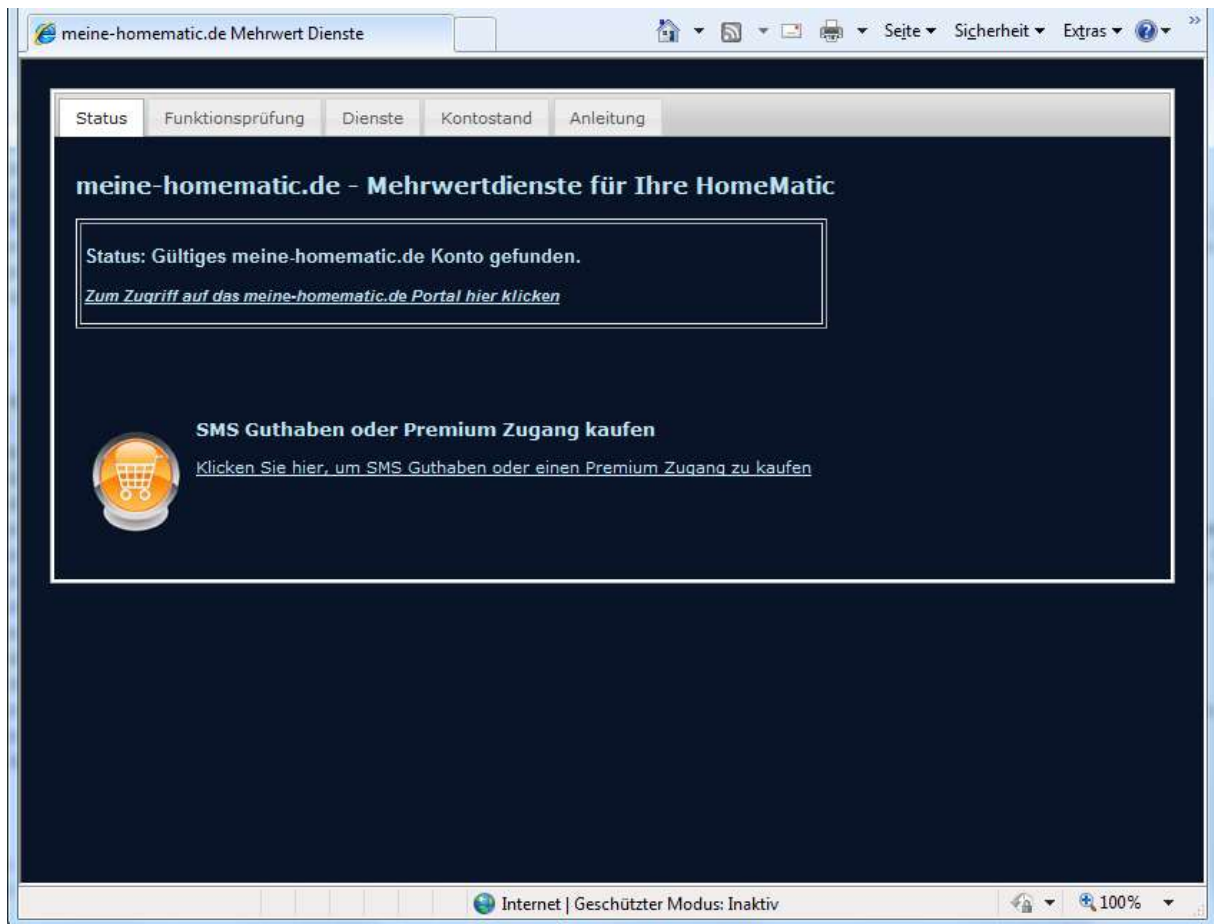 meine-homematic.de Mehrwert Dienste
Seite Sicherheit Extras
Status Funktionsprüfung Dienste Kontostand Anleitung
meine-homematic.de - Mehrwertdienste für Ihre HomeMatic
Status: Gültiges meine-homematic.de Konto gefunden.
Zum Zugriff auf das meine-homematic.de Portal hier klicken
SMS Guthaben oder Premium Zugang kaufen
Klicken Sie hier, um SMS Guthaben oder einen Premium Zugang zu kaufen
Internet | Geschützter Modus: Inaktiv 100%